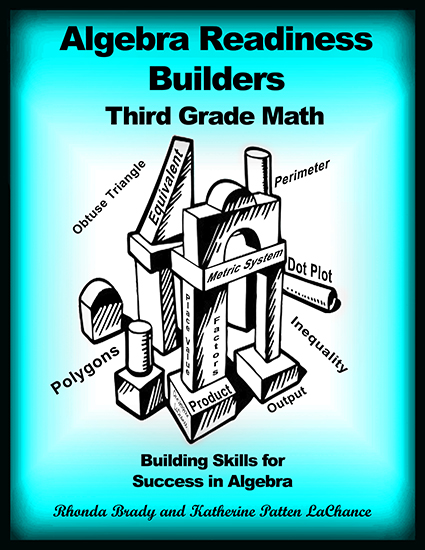 Algebra Readiness
Builders
Third Grade Math
Obtuse Triangle
Equivalent
Perimeter
Metric System
Dot Plot
Place Value
Factors
Inequality
Polygons
Product
Output
Building Skills for
Success in Algebra
Rhonda Brady and Katherine Patten LaChance